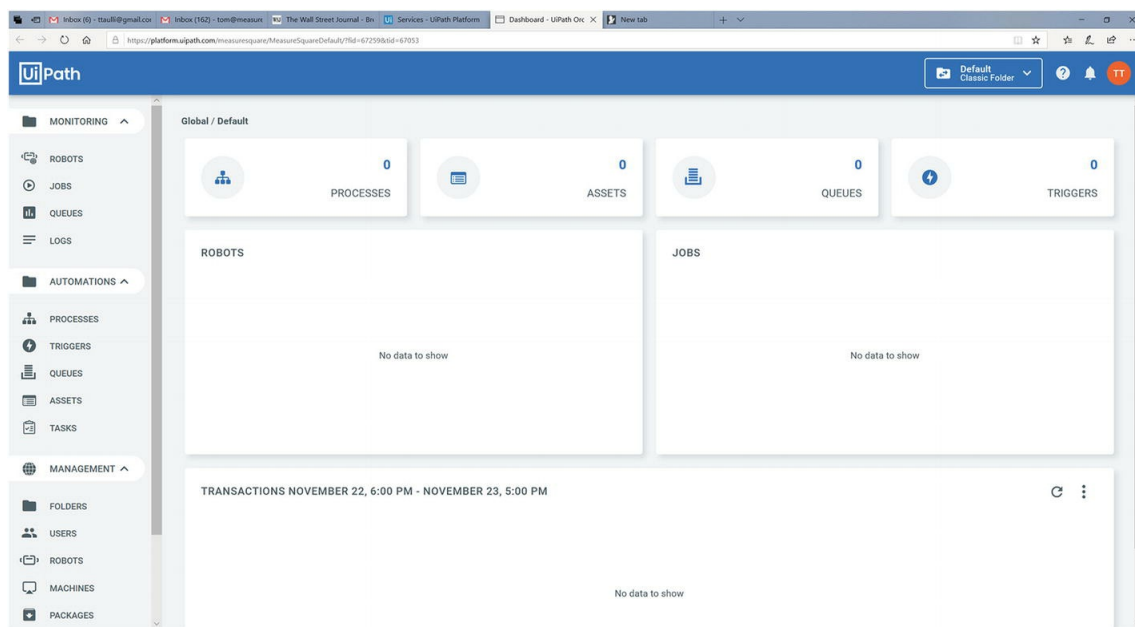 Inbox (6) - ttaulli@gmail.cor
Inbox (162) - tom@measure
The Wall Street Journal - Bre
Services - UiPath Platform
Dashboard - UiPath Orc
New tab
https://platform.uipath.com/measuresquare/MeasureSquareDefault/?fid=67259&tid=67053
UiPath
Default
Classic Folder
TT
MONITORING
ROBOTS
JOBS
QUEUES
LOGS
AUTOMATIONS
PROCESSES
TRIGGERS
QUEUES
ASSETS
TASKS
MANAGEMENT
FOLDERS
USERS
ROBOTS
MACHINES
PACKAGES
Global / Default
0
PROCESSES
0
ASSETS
0
QUEUES
0
TRIGGERS
ROBOTS
No data to show
JOBS
No data to show
TRANSACTIONS NOVEMBER 22, 6:00 PM - NOVEMBER 23, 5:00 PM
No data to show